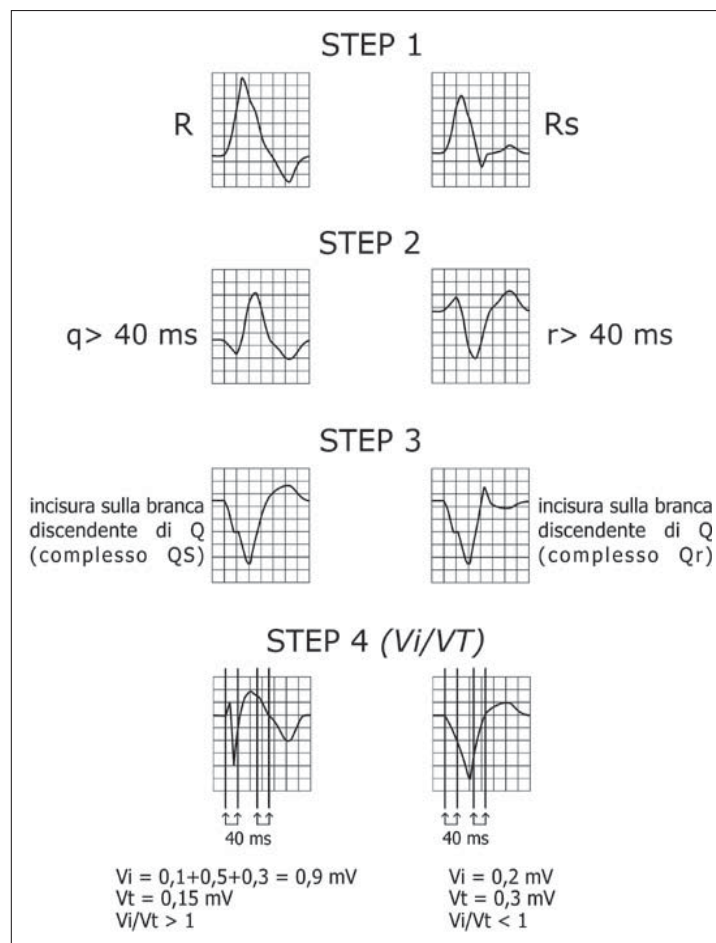 STEP 1
R
Rs
STEP 2
q> 40 ms
r> 40 ms
STEP 3
incisura sulla branca
discendente di Q
(complesso QS)
incisura sulla branca
discendente di Q
(complesso Qr)
STEP 4 (Vi/VT)
40 ms
40 ms
Vi = 0,1+0,5+0,3 = 0,9 mV
Vt = 0,15 mV
Vi/Vt > 1
Vi = 0,2 mV
Vt = 0,3 mV
Vi/Vt < 1